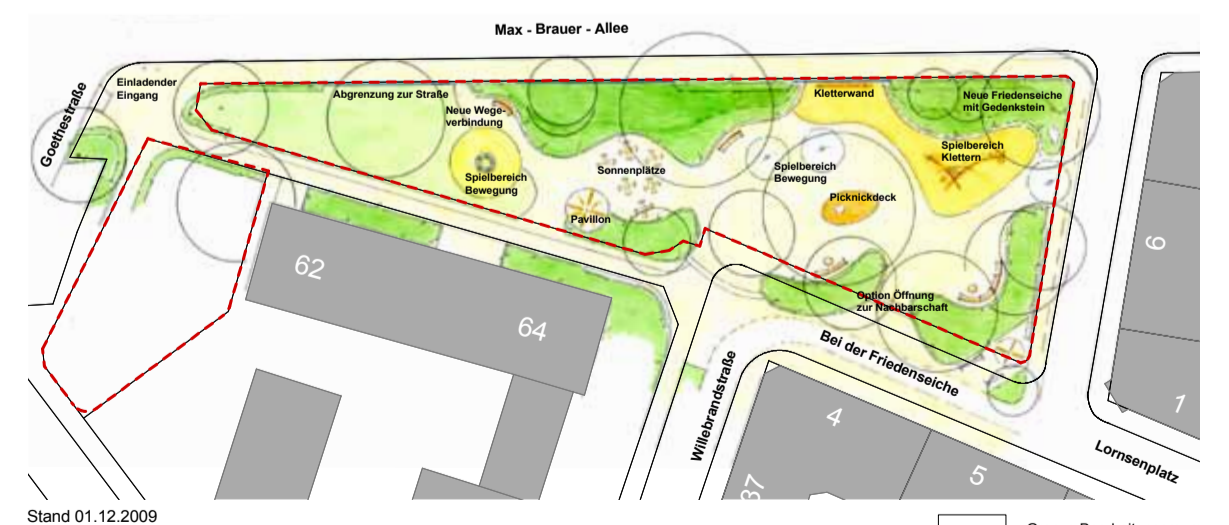 Max - Brauer - Allee
Goethestraße
Einladender
Eingang
Abgrenzung zur Straße
Neue Wege-
verbindung
Kletterwand
Neue Friedenseiche
mit Gedenkstein
Spielbereich
Klettern
Spielbereich
Bewegung
Sonnenplätze
Spielbereich
Bewegung
Picknickdeck
Pavillon
62
64
Option Öffnung
zur Nachbarschaft
Bei der Friedenseiche
Willebrandstraße
4
5
37
9
1
Lornsenplatz
Stand 01.12.2009